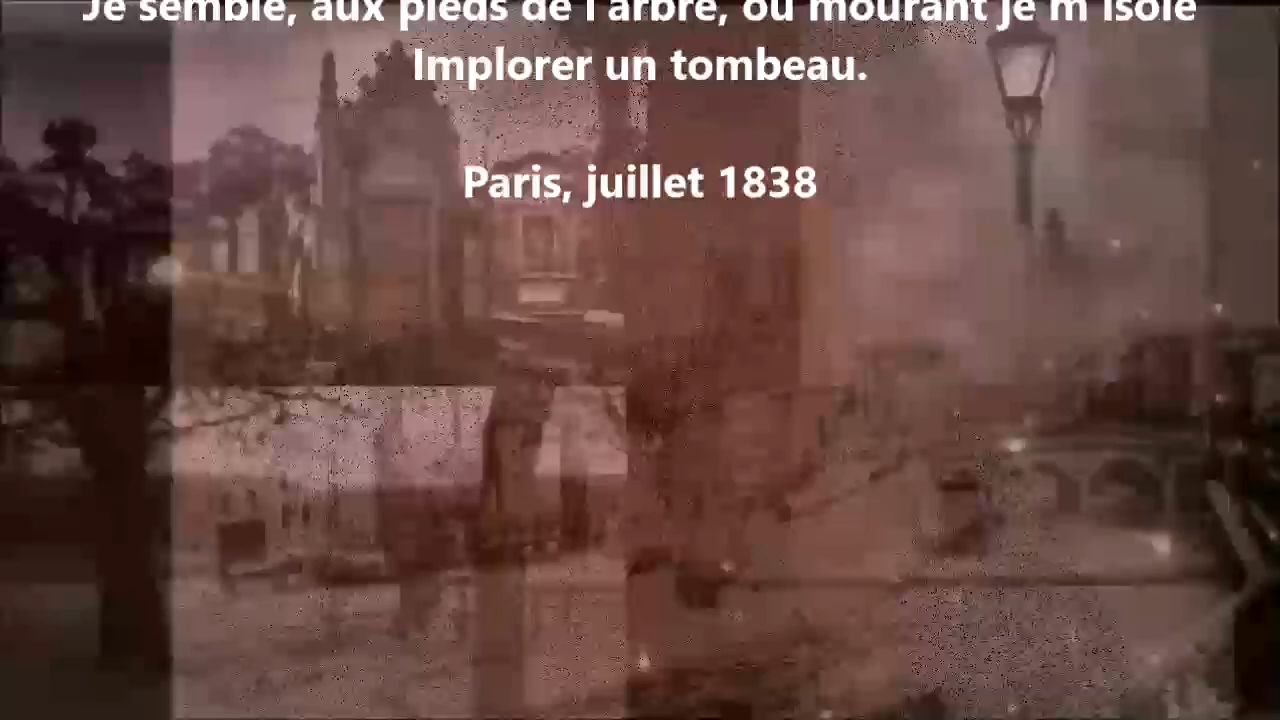 Je semble, aux pieds de l'arbre, où mourant je m'isole
Implorer un tombeau.
Paris, juillet 1838